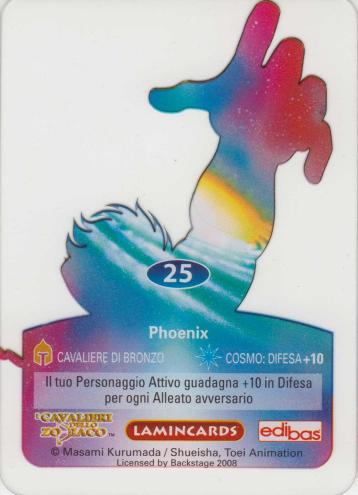 25
Phoenix
CAVALIERE DI BRONZO COSMO: DIFESA+10
Il tuo Personaggio Attivo guadagna +10 in Difesa
per ogni Alleato avversario
I CAVALIERI
DELLO
ZODIACO™
LAMINCARDS
edibas
© Masami Kurumada / Shueisha, Toei Animation
Licensed by Backstage 2008